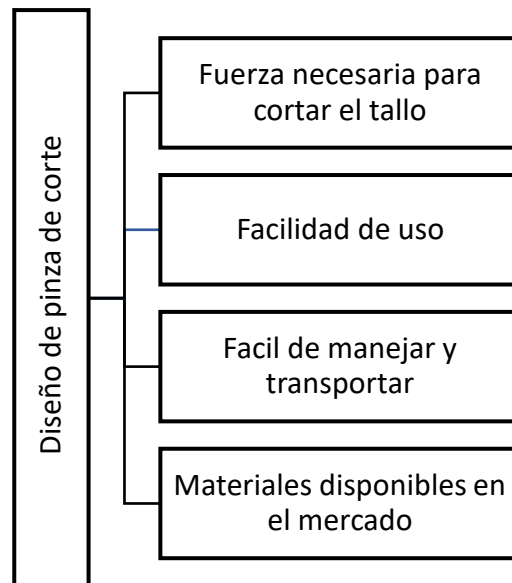 Diseño de pinza de corte
Fuerza necesaria para
cortar el tallo
Facilidad de uso
Facil de manejar y
transportar
Materiales disponibles en
el mercado